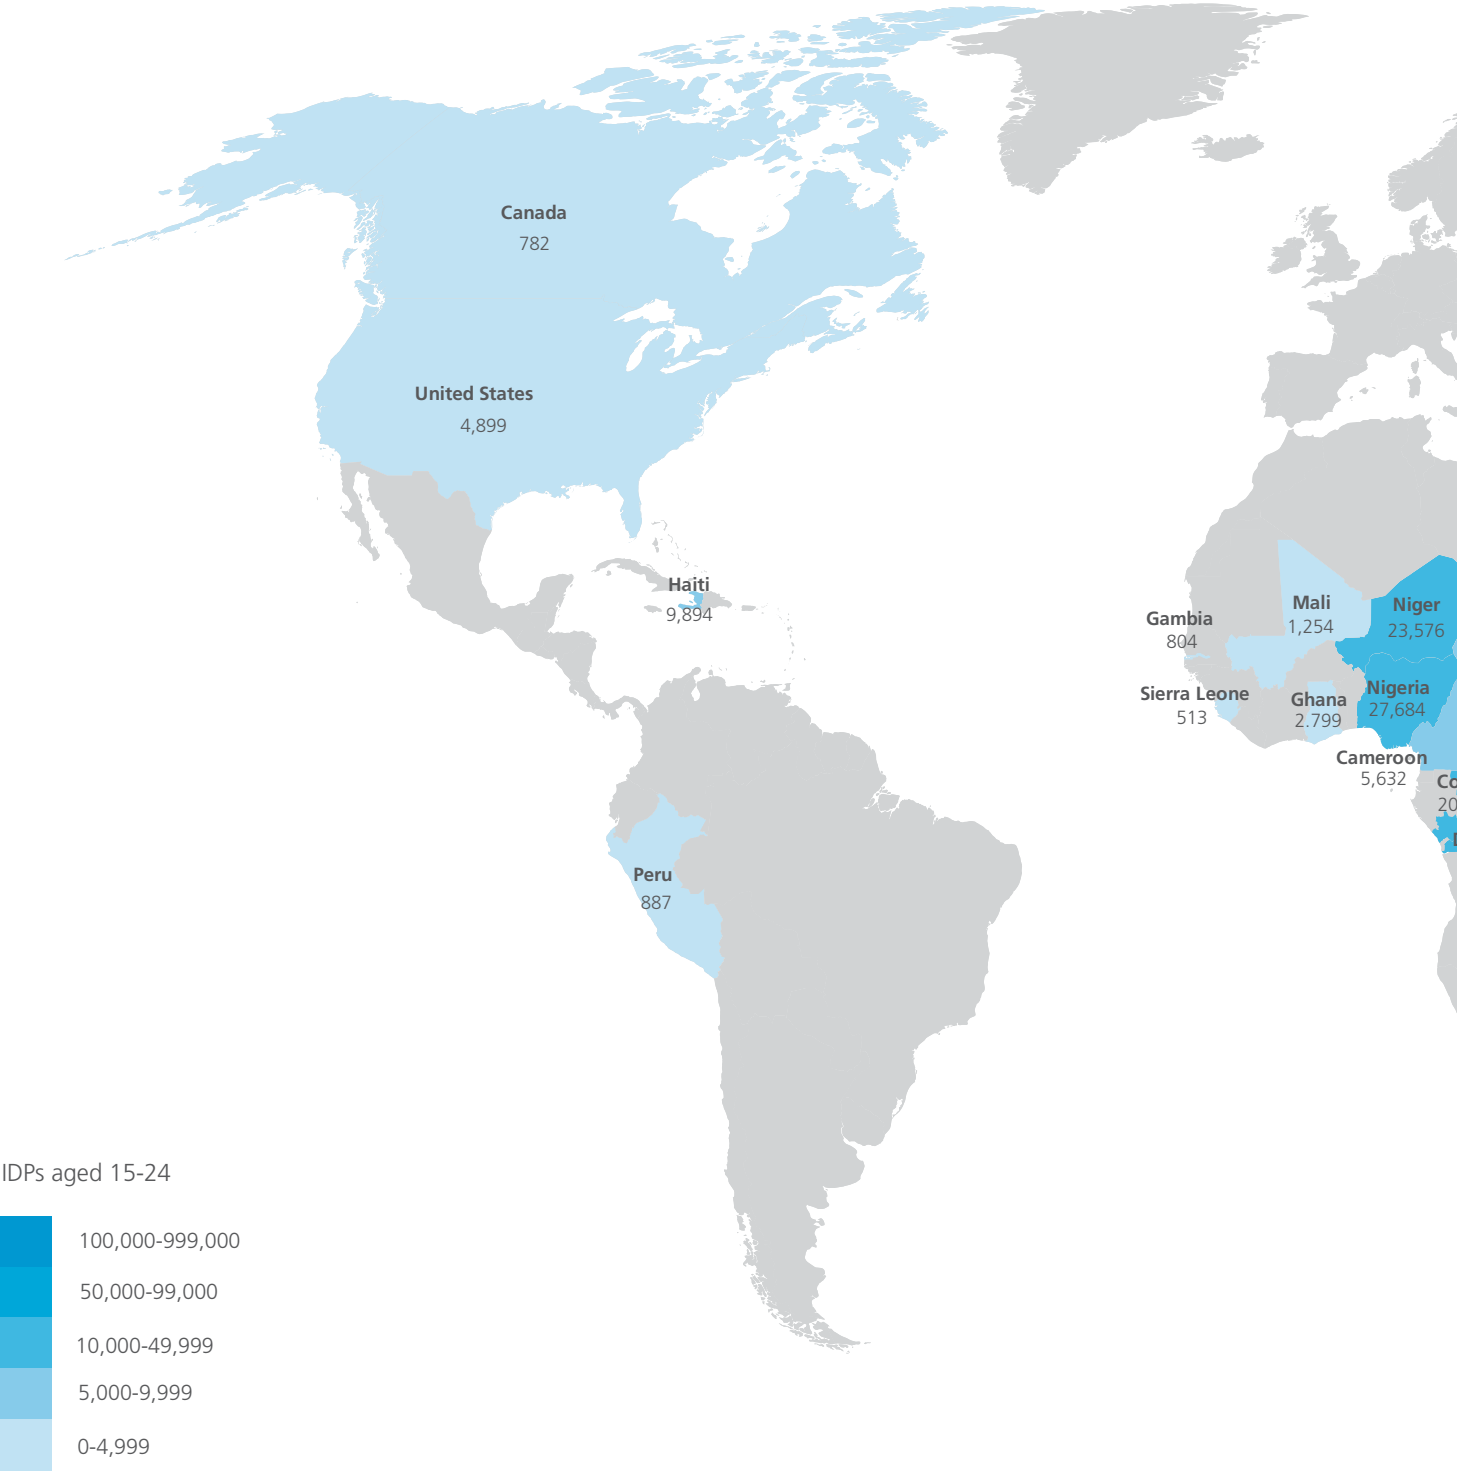 Canada
782
United States
4,899
Haiti
9,894
Gambia
804
Mali
1,254
Niger
23,576
Sierra Leone
513
Ghana
2.799
Nigeria
27,684
Cameroon
5,632
Co
20
Peru
887
IDPs aged 15-24
100,000-999,000
50,000-99,000
10,000-49,999
5,000-9,999
0-4,999